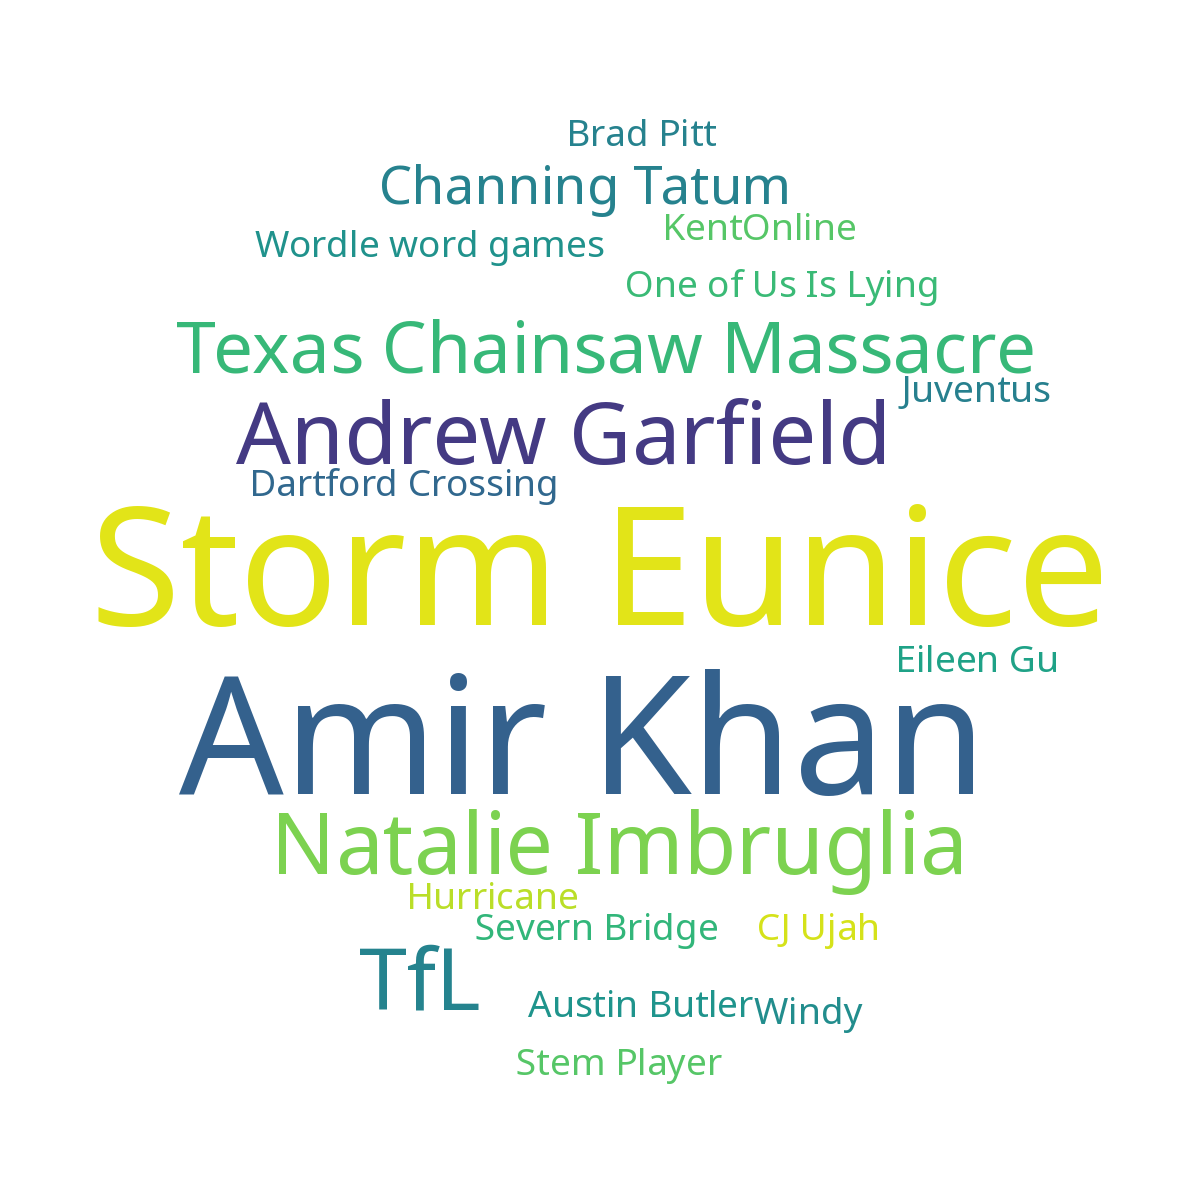 Brad Pitt
Channing Tatum
KentOnline
Wordle word games
One of Us Is Lying
Texas Chainsaw Massacre
Juventus
Andrew Garfield
Dartford Crossing
Storm Eunice
Eileen Gu
Amir Khan
Natalie Imbruglia
Hurricane
Severn Bridge
CJ Ujah
TfL
Austin Butler
Windy
Stem Player